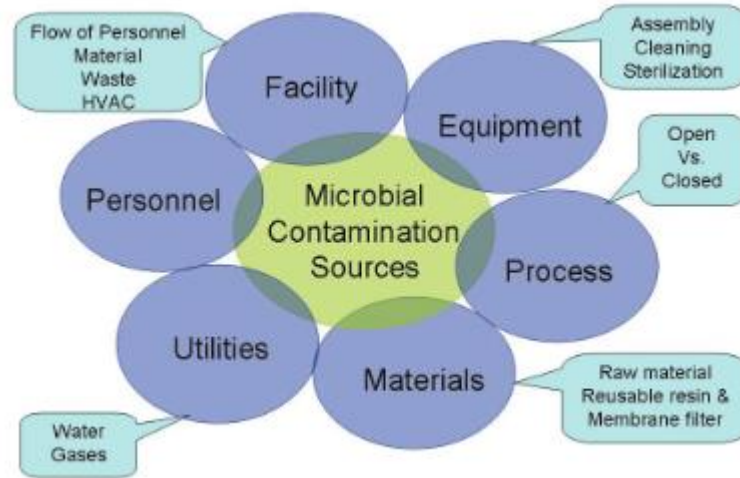 Flow of Personnel
Material
Waste
HVAC
Facility
Assembly
Cleaning
Sterilization
Equipment
Open
Vs.
Closed
Personnel
Microbial
Contamination
Sources
Process
Utilities
Materials
Raw material
Reusable resin &
Membrane filter
Water
Gases